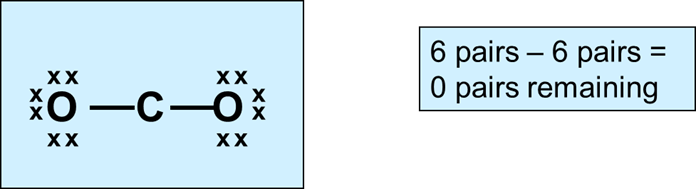 x x x x
x O — C — O x
x x
x x x x
6 pairs – 6 pairs =
0 pairs remaining